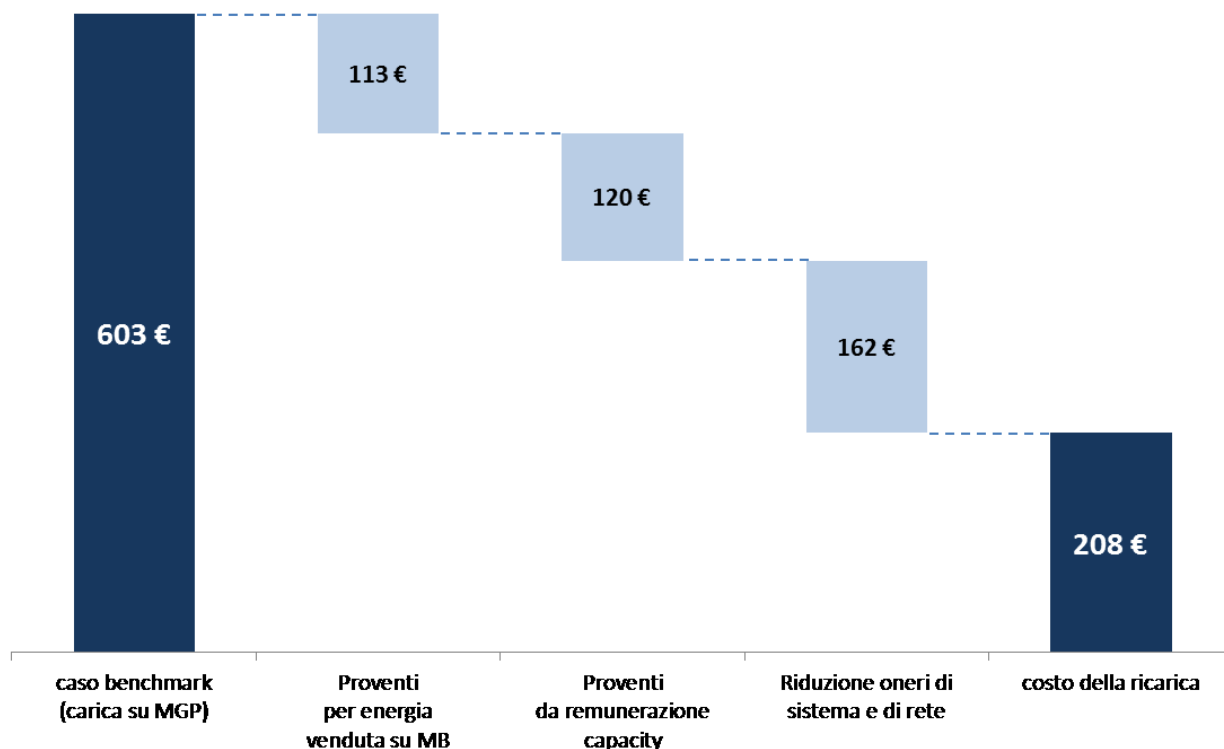 113 €
120 €
603 €
162 €
208 €
caso benchmark
(carica su MGP)
Proventi
per energia
venduta su MB
Proventi
da remunerazione
capacity
Riduzione oneri di
sistema e di rete
costo della ricarica